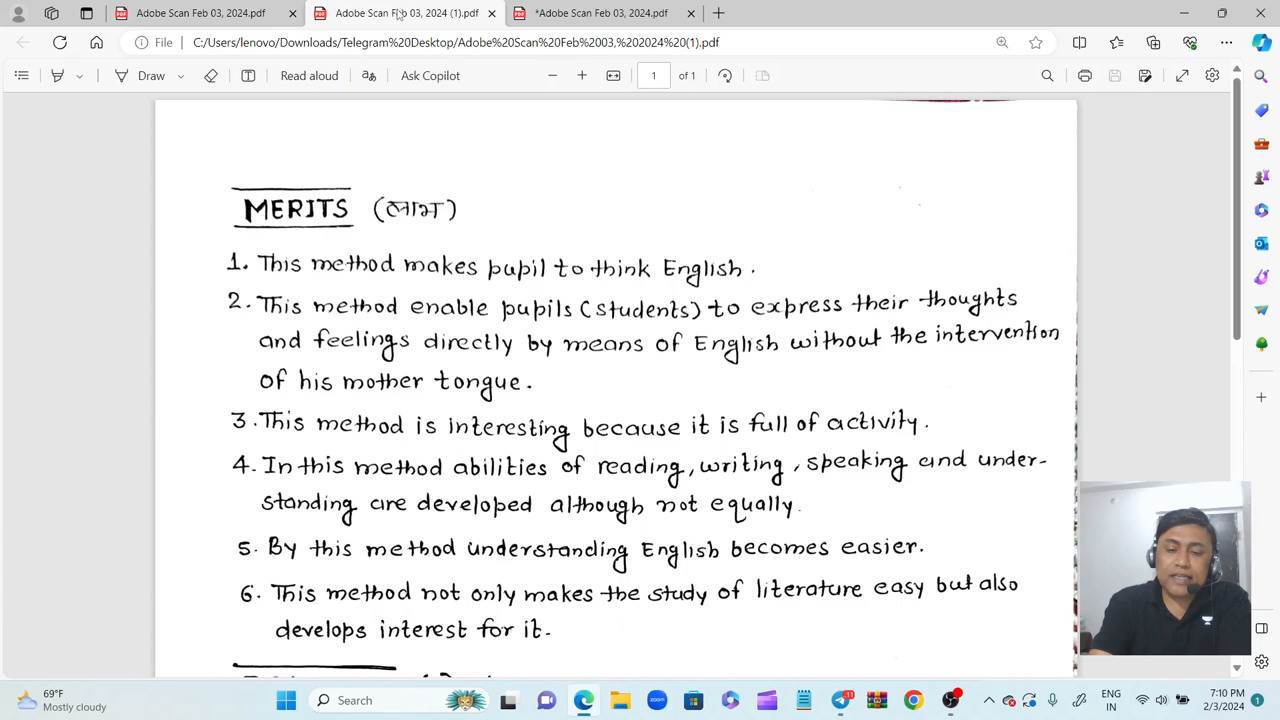 Adobe Scan Feb 03, 2024.pdf
Adobe Scan Feb 03, 2024 (1).pdf
*Adobe Scan Feb 03, 2024.pdf
File
C:/Users/lenovo/Downloads/Telegram%20Desktop/Adobe%20Scan%20Feb%2003,%202024%20(1).pdf
Draw
Read aloud
Ask Copilot
1 of 1
MERITS (लाभ)
1. This method makes pupil to think English.
2. This method enable pupils (students) to express their thoughts
and feelings directly by means of English without the intervention
of his mother tongue.
3. This method is interesting because it is full of activity.
4. In this method abilities of reading, writing, speaking and under-
standing are developed although not equally.
5. By this method understanding English becomes easier.
6. This method not only makes the study of literature easy but also
develops interest for it.
69°F
Mostly cloudy
Search
11
ENG
IN
7:10 PM
2/3/2024
1